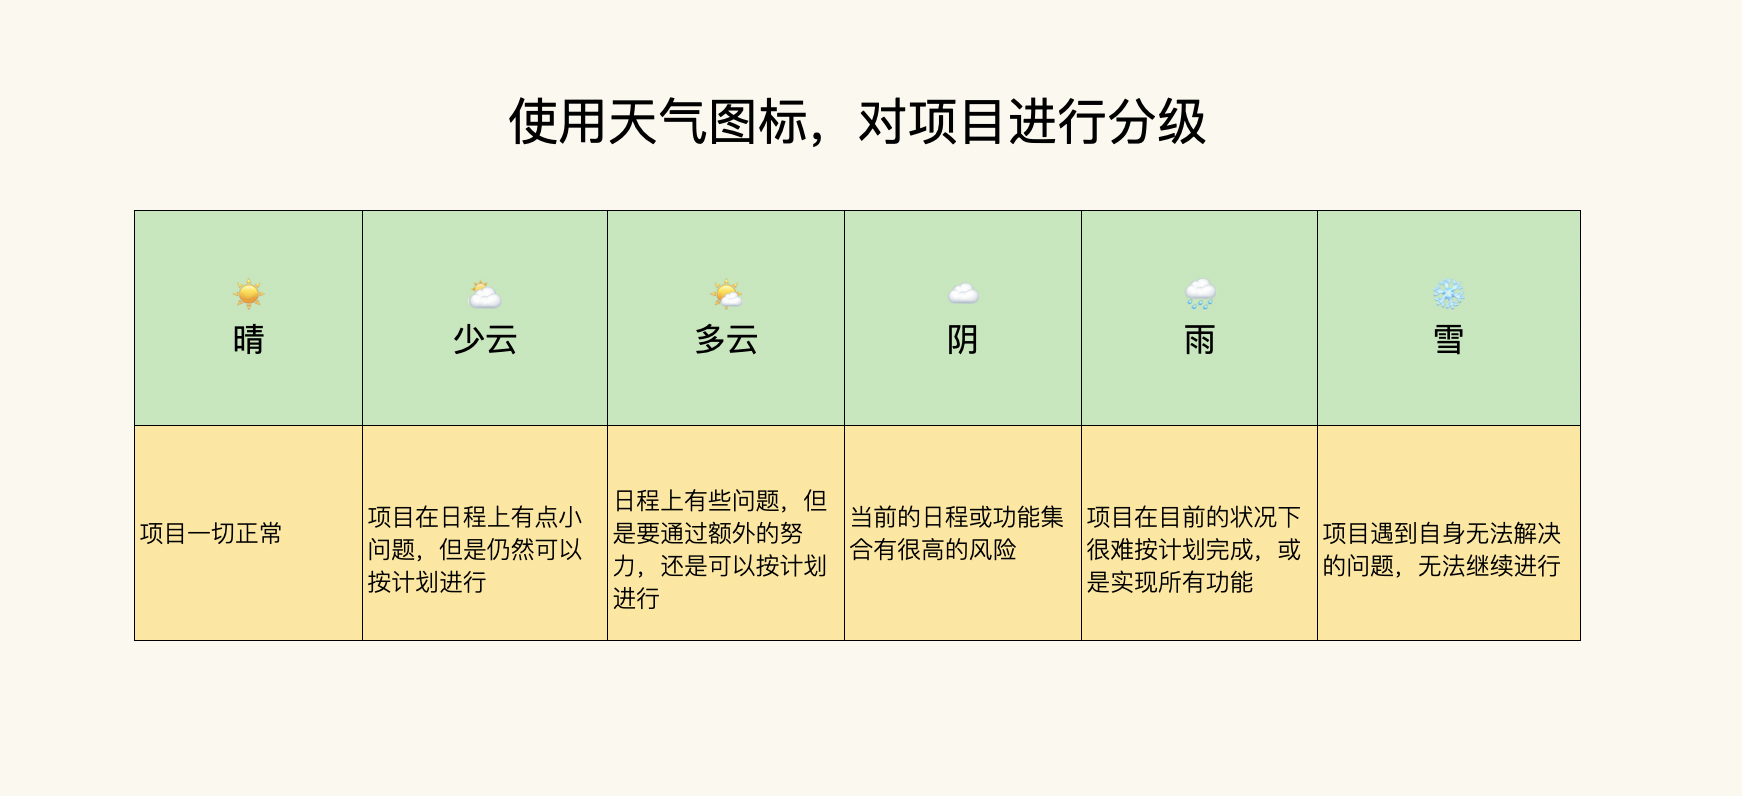 使用天气图标，对项目进行分级
晴
少云
多云
阴
雨
雪
项目一切正常
项目在日程上有点小
问题，但是仍然可以
按计划进行
日程上有些问题，但
是要通过额外的努
力，还是可以按计划
进行
当前的日程或功能集
合有很高的风险
项目在目前的状况下
很难按计划完成，或
是实现所有功能
项目遇到自身无法解决
的问题，无法继续进行